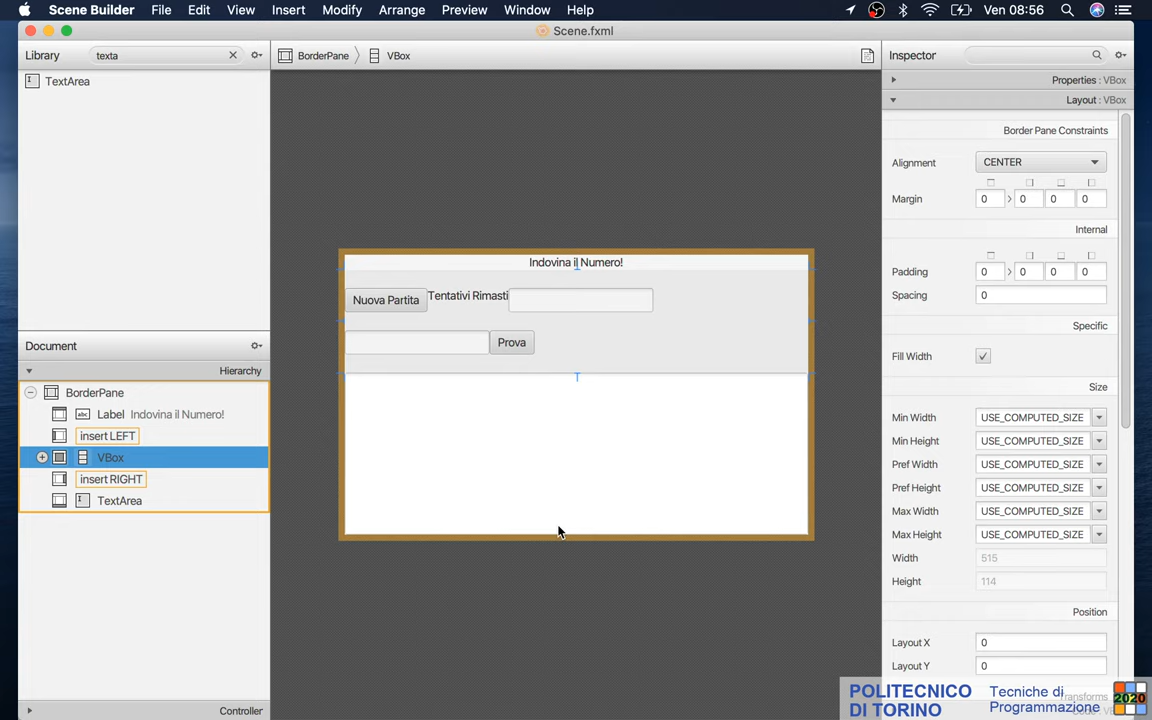 Scene Builder File Edit View Insert Modify Arrange Preview Window Help Ven 08:56
Scene.fxml
Library texta
BorderPane VBox
Inspector
TextArea
Properties : VBox
Layout : VBox
Border Pane Constraints
Alignment CENTER
Margin 0 0 0 0
Internal
Padding 0 0 0 0
Spacing 0
Specific
Fill Width
Size
Min Width USE_COMPUTED_SIZE
Min Height USE_COMPUTED_SIZE
Pref Width USE_COMPUTED_SIZE
Pref Height USE_COMPUTED_SIZE
Max Width USE_COMPUTED_SIZE
Max Height USE_COMPUTED_SIZE
Width 515
Height 114
Position
Layout X 0
Layout Y 0
Transforms
Indovina il Numero!
Nuova Partita Tentativi Rimasti
Prova
Document
Hierarchy
BorderPane
abc Label Indovina il Numero!
insert LEFT
VBox
insert RIGHT
TextArea
Controller
POLITECNICO
DI TORINO
Tecniche di
Programmazione
2020